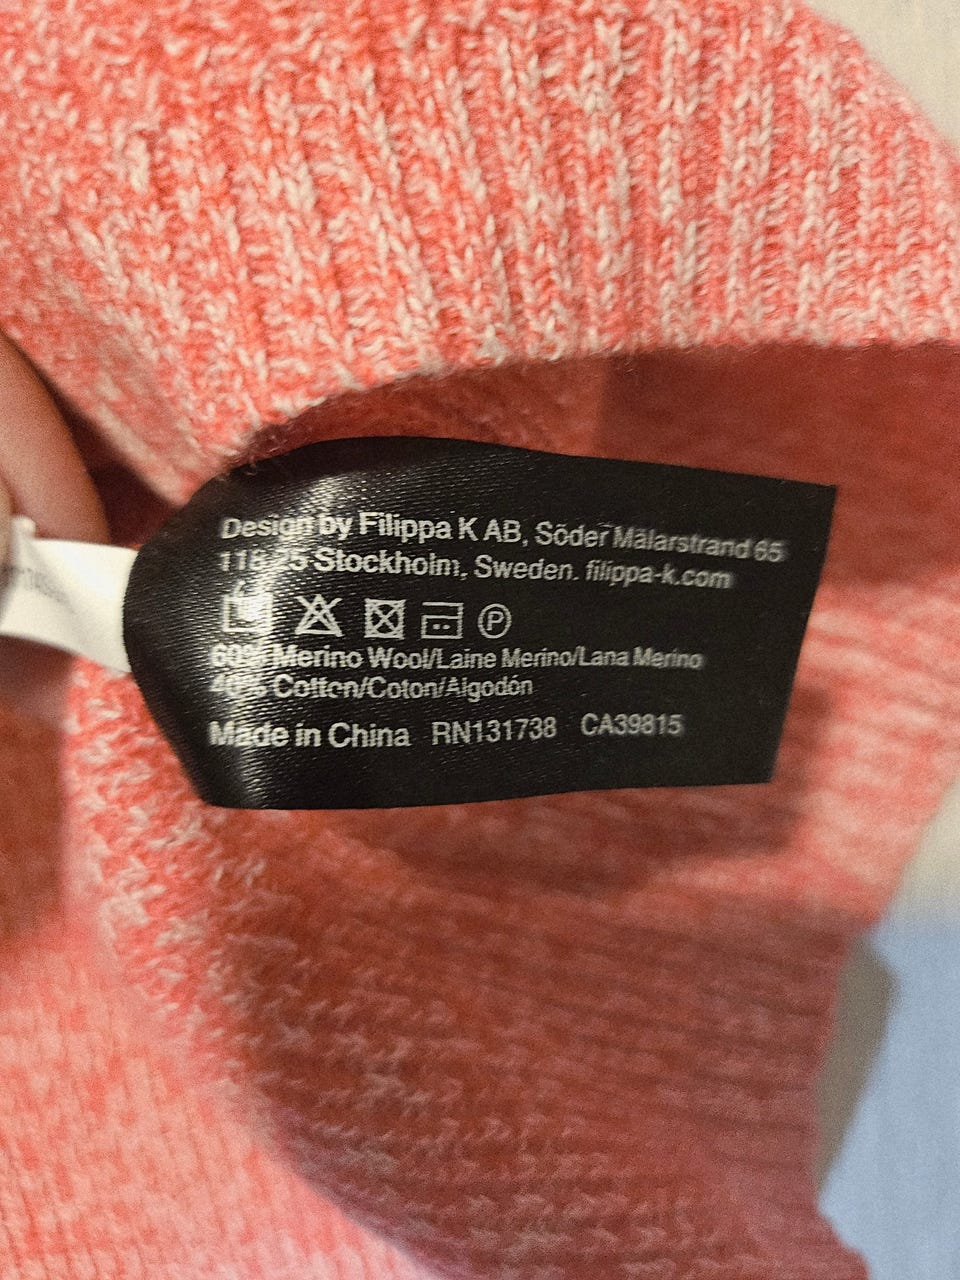 Design by Filippa K AB, Söder Mälarstrand 65
118 25 Stockholm, Sweden. filippa-k.com
P
60% Merino Wool/Laine Merino/Lana Merino
40% Cotton/Coton/Algodón
Made in China RN131738 CA39815